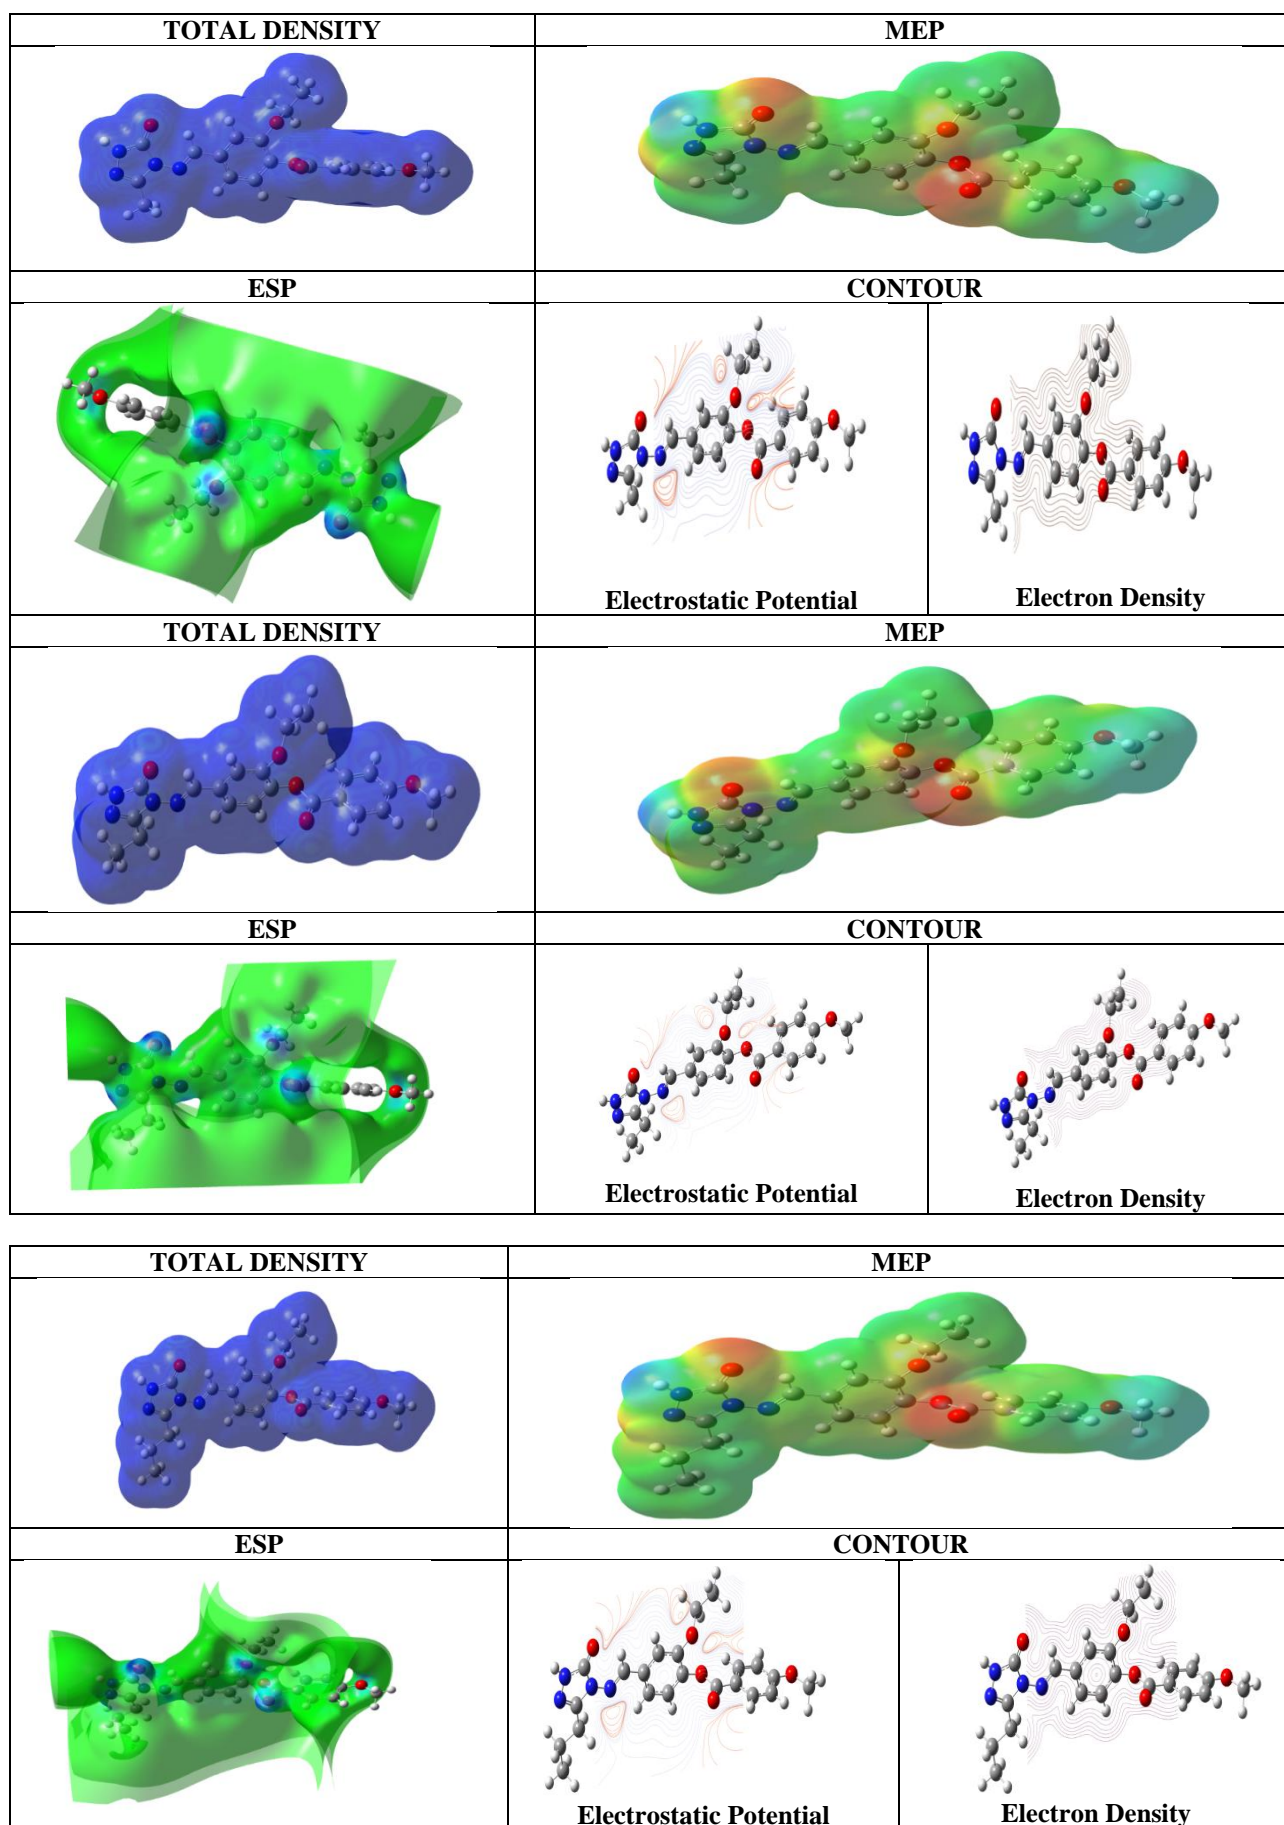 TOTAL DENSITY
MEP
ESP
CONTOUR
Electrostatic Potential
Electron Density
TOTAL DENSITY
MEP
ESP
CONTOUR
Electrostatic Potential
Electron Density
TOTAL DENSITY
MEP
ESP
CONTOUR
Electrostatic Potential
Electron Density